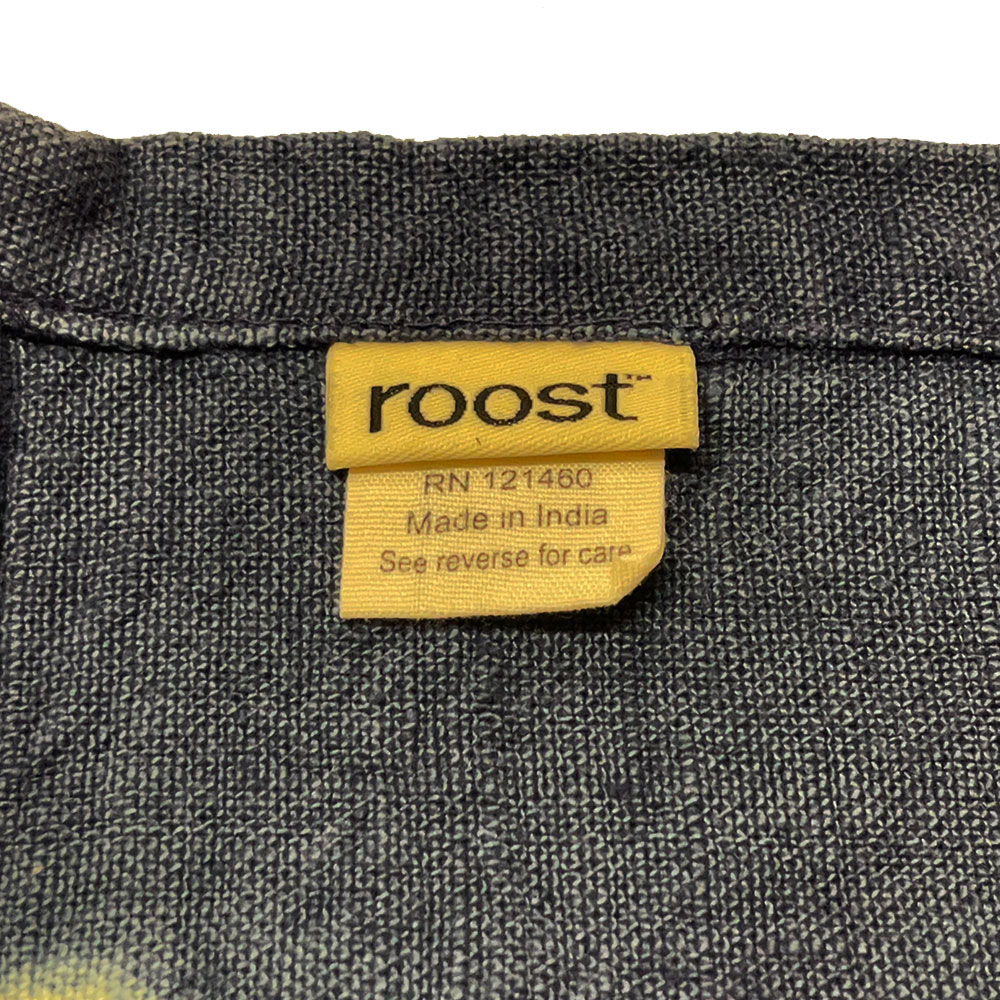 roost™
RN 121460
Made in India
See reverse for care